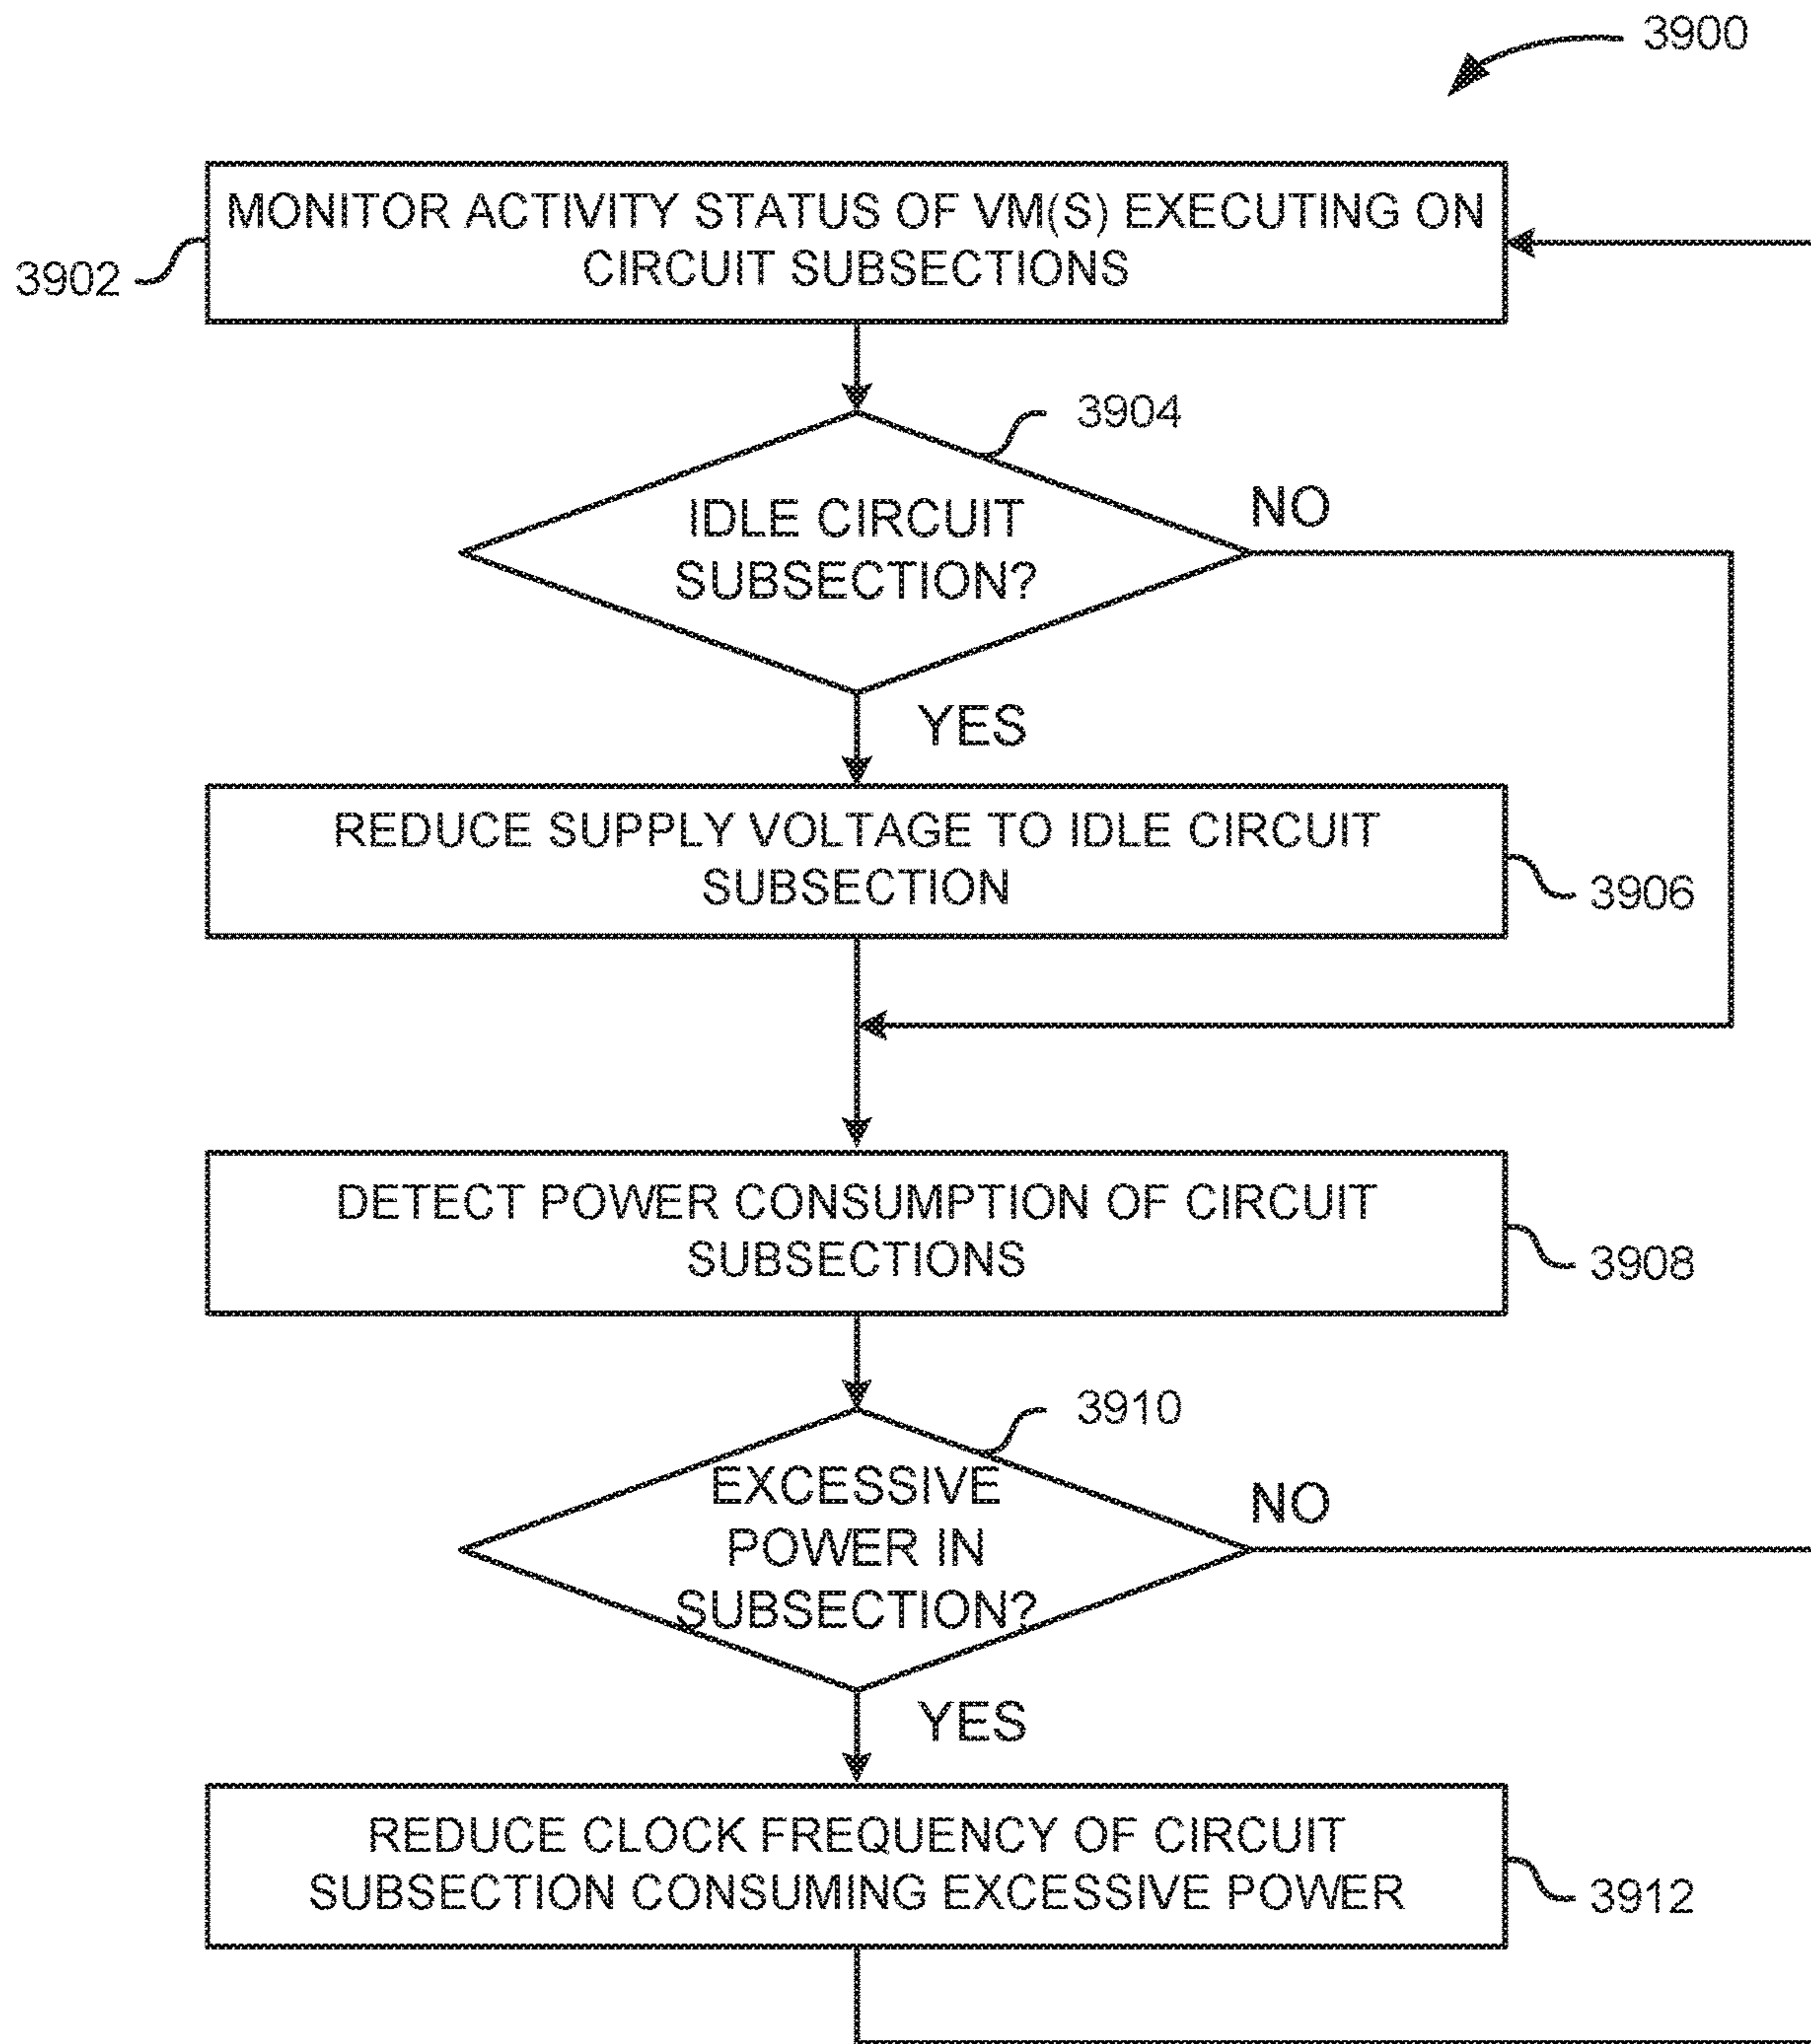 3900
MONITOR ACTIVITY STATUS OF VM(S) EXECUTING ON
CIRCUIT SUBSECTIONS
3902
3904
IDLE CIRCUIT
SUBSECTION?
NO
YES
REDUCE SUPPLY VOLTAGE TO IDLE CIRCUIT
SUBSECTION
3906
DETECT POWER CONSUMPTION OF CIRCUIT
SUBSECTIONS
3908
3910
EXCESSIVE
POWER IN
SUBSECTION?
NO
YES
REDUCE CLOCK FREQUENCY OF CIRCUIT
SUBSECTION CONSUMING EXCESSIVE POWER
3912